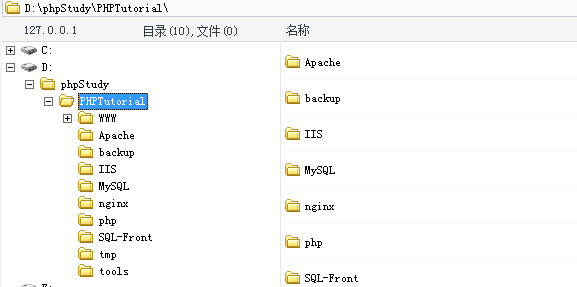 D:\phpStudy\PHPTutorial\
127.0.0.1 目录(10),文件(0) 名称
C:
D:
phpStudy
PHPTutorial
WWW
Apache
backup
IIS
MySQL
nginx
php
SQL-Front
tmp
tools
Apache
backup
IIS
MySQL
nginx
php
SQL-Front